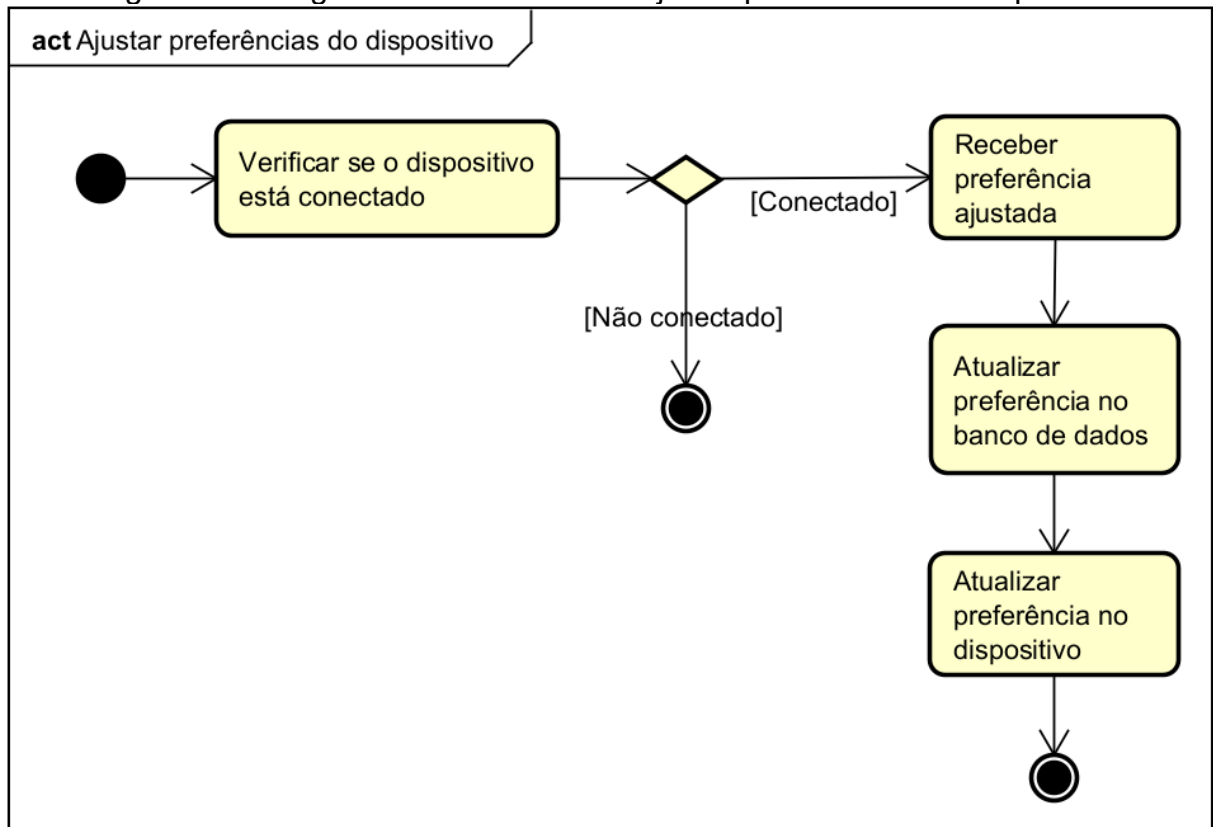 act Ajustar preferências do dispositivo
Verificar se o dispositivo
está conectado
[Conectado]
Receber
preferência
ajustada
[Não conectado]
Atualizar
preferência no
banco de dados
Atualizar
preferência no
dispositivo